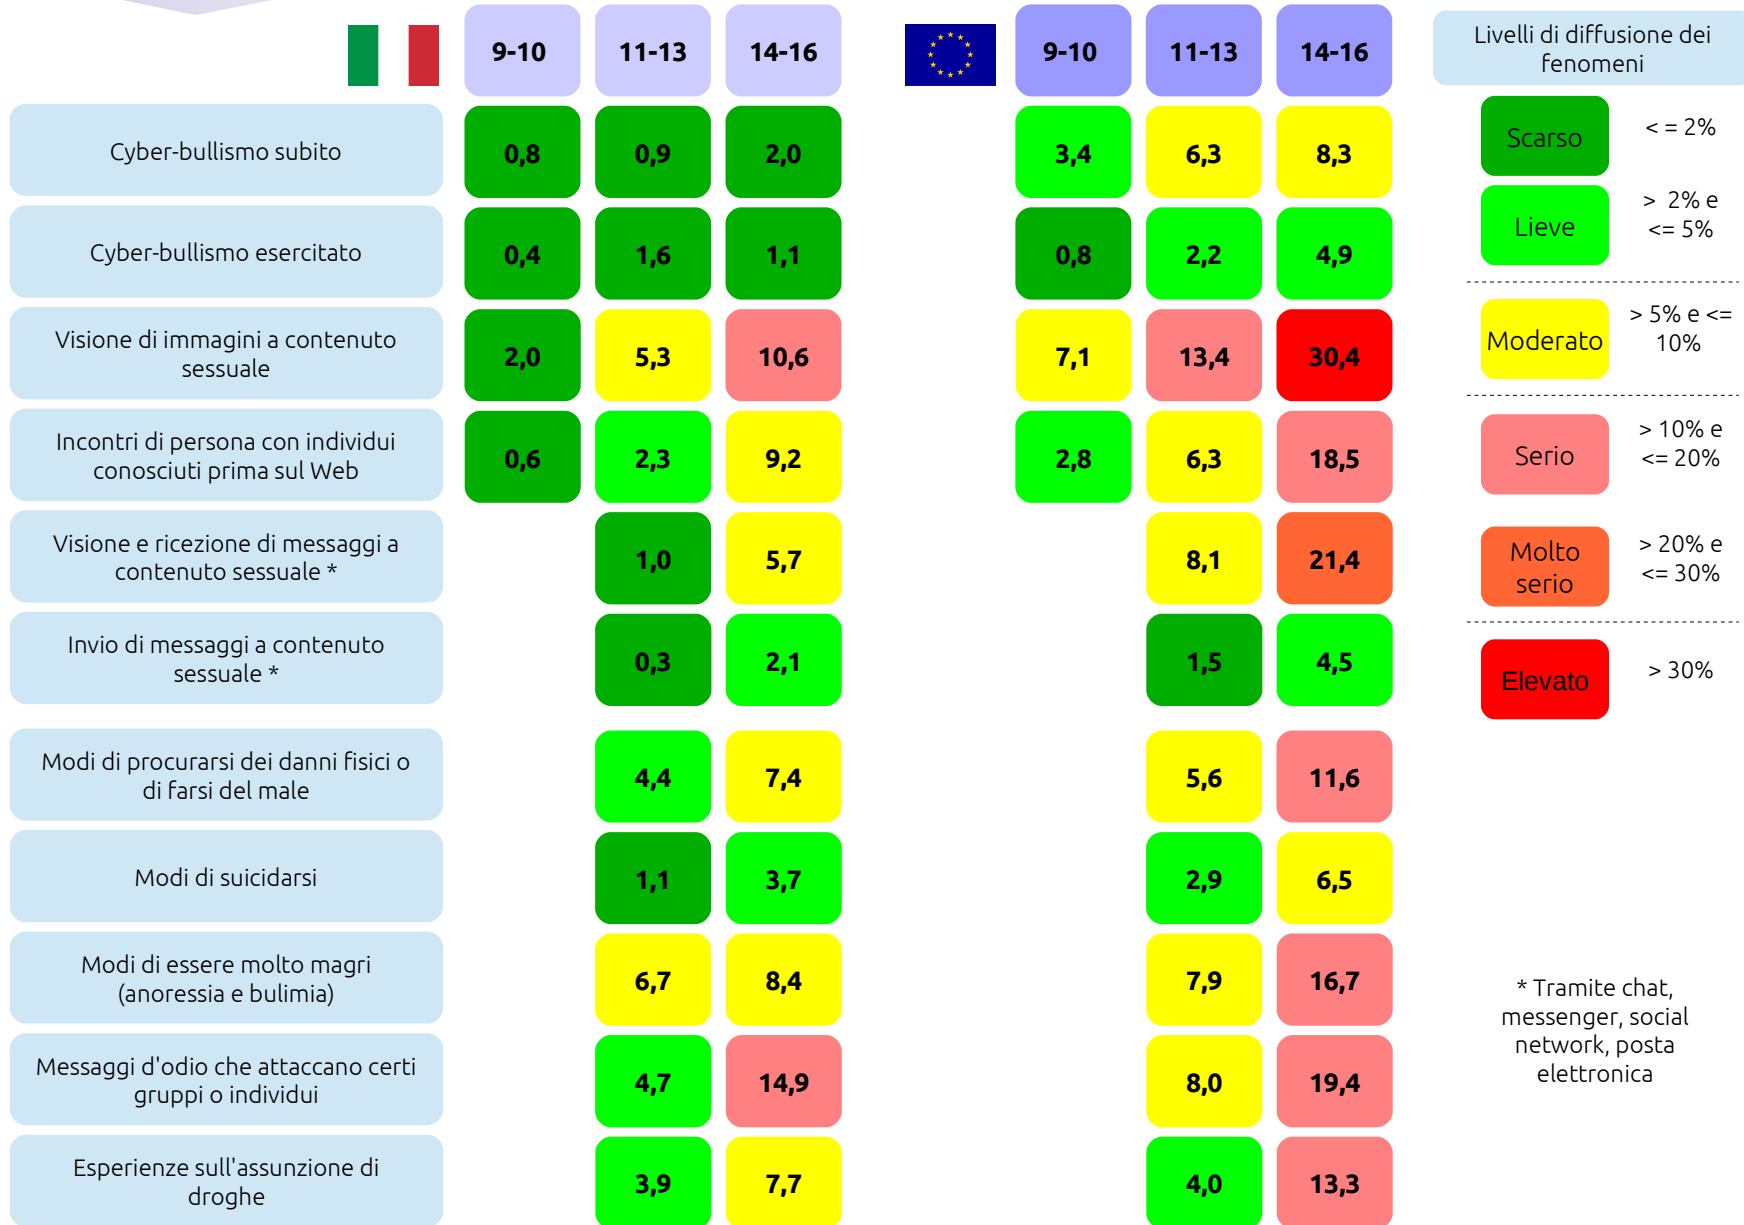 9-10 11-13 14-16 9-10 11-13 14-16
Livelli di diffusione dei
fenomeni
Cyber-bullismo subito 0,8 0,9 2,0 3,4 6,3 8,3
Scarso < = 2%
Cyber-bullismo esercitato 0,4 1,6 1,1 0,8 2,2 4,9
Lieve > 2% e
<= 5%
Visione di immagini a contenuto
sessuale 2,0 5,3 10,6 7,1 13,4 30,4
Moderato > 5% e <=
10%
Incontri di persona con individui
conosciuti prima sul Web 0,6 2,3 9,2 2,8 6,3 18,5
Serio > 10% e
<= 20%
Visione e ricezione di messaggi a
contenuto sessuale * 1,0 5,7 8,1 21,4
Molto
serio > 20% e
<= 30%
Invio di messaggi a contenuto
sessuale * 0,3 2,1 1,5 4,5
Elevato > 30%
Modi di procurarsi dei danni fisici o
di farsi del male 4,4 7,4 5,6 11,6
Modi di suicidarsi 1,1 3,7 2,9 6,5
Modi di essere molto magri
(anoressia e bulimia) 6,7 8,4 7,9 16,7
* Tramite chat,
messenger, social
network, posta
elettronica
Messaggi d'odio che attaccano certi
gruppi o individui 4,7 14,9 8,0 19,4
Esperienze sull'assunzione di
droghe 3,9 7,7 4,0 13,3